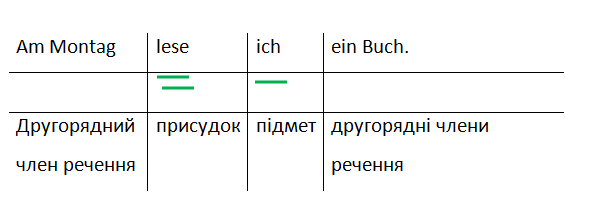 Am Montag lese ich ein Buch.
Другорядний присудок підмет другорядні члени
член речення речення